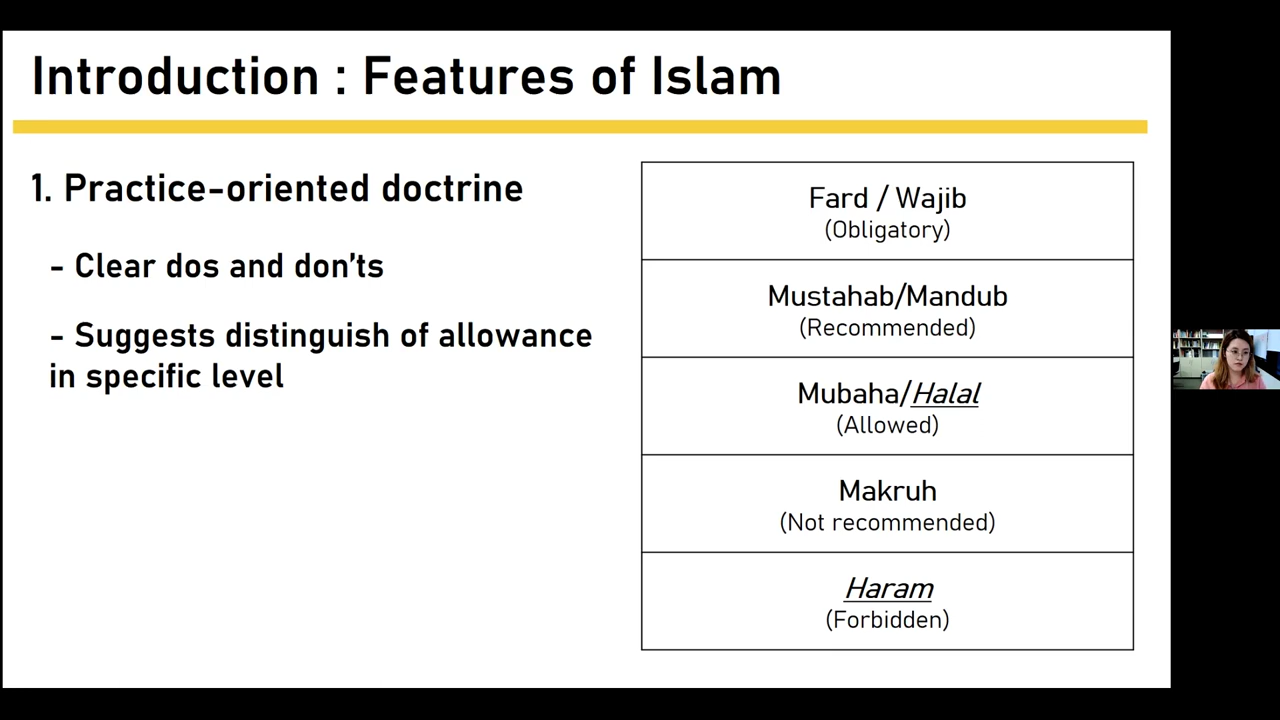 Introduction : Features of Islam
1. Practice-oriented doctrine
- Clear dos and don'ts
- Suggests distinguish of allowance
in specific level
Fard / Wajib
(Obligatory)
Mustahab/Mandub
(Recommended)
Mubaha/Halal
(Allowed)
Makruh
(Not recommended)
Haram
(Forbidden)